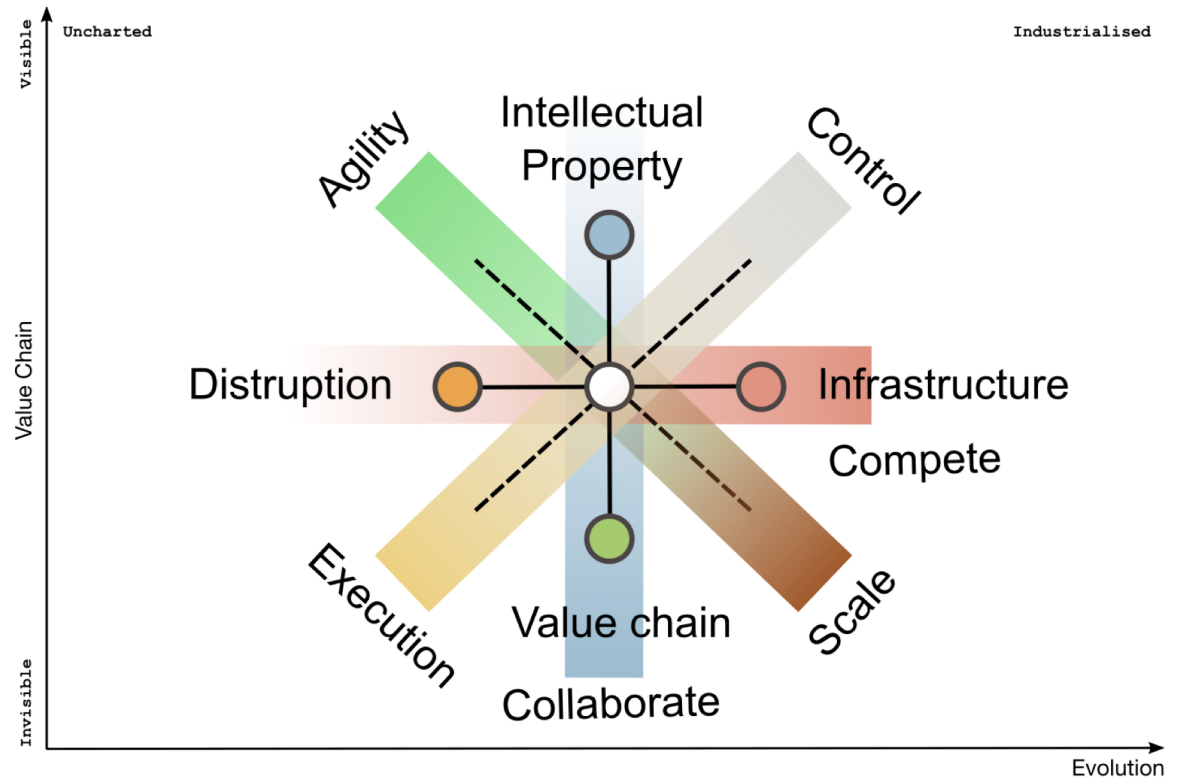 Visible
Uncharted
Industrialised
Intellectual
Property
Agility
Control
Value Chain
Distruption
Infrastructure
Compete
Execution
Value chain
Scale
Collaborate
Invisible
Evolution